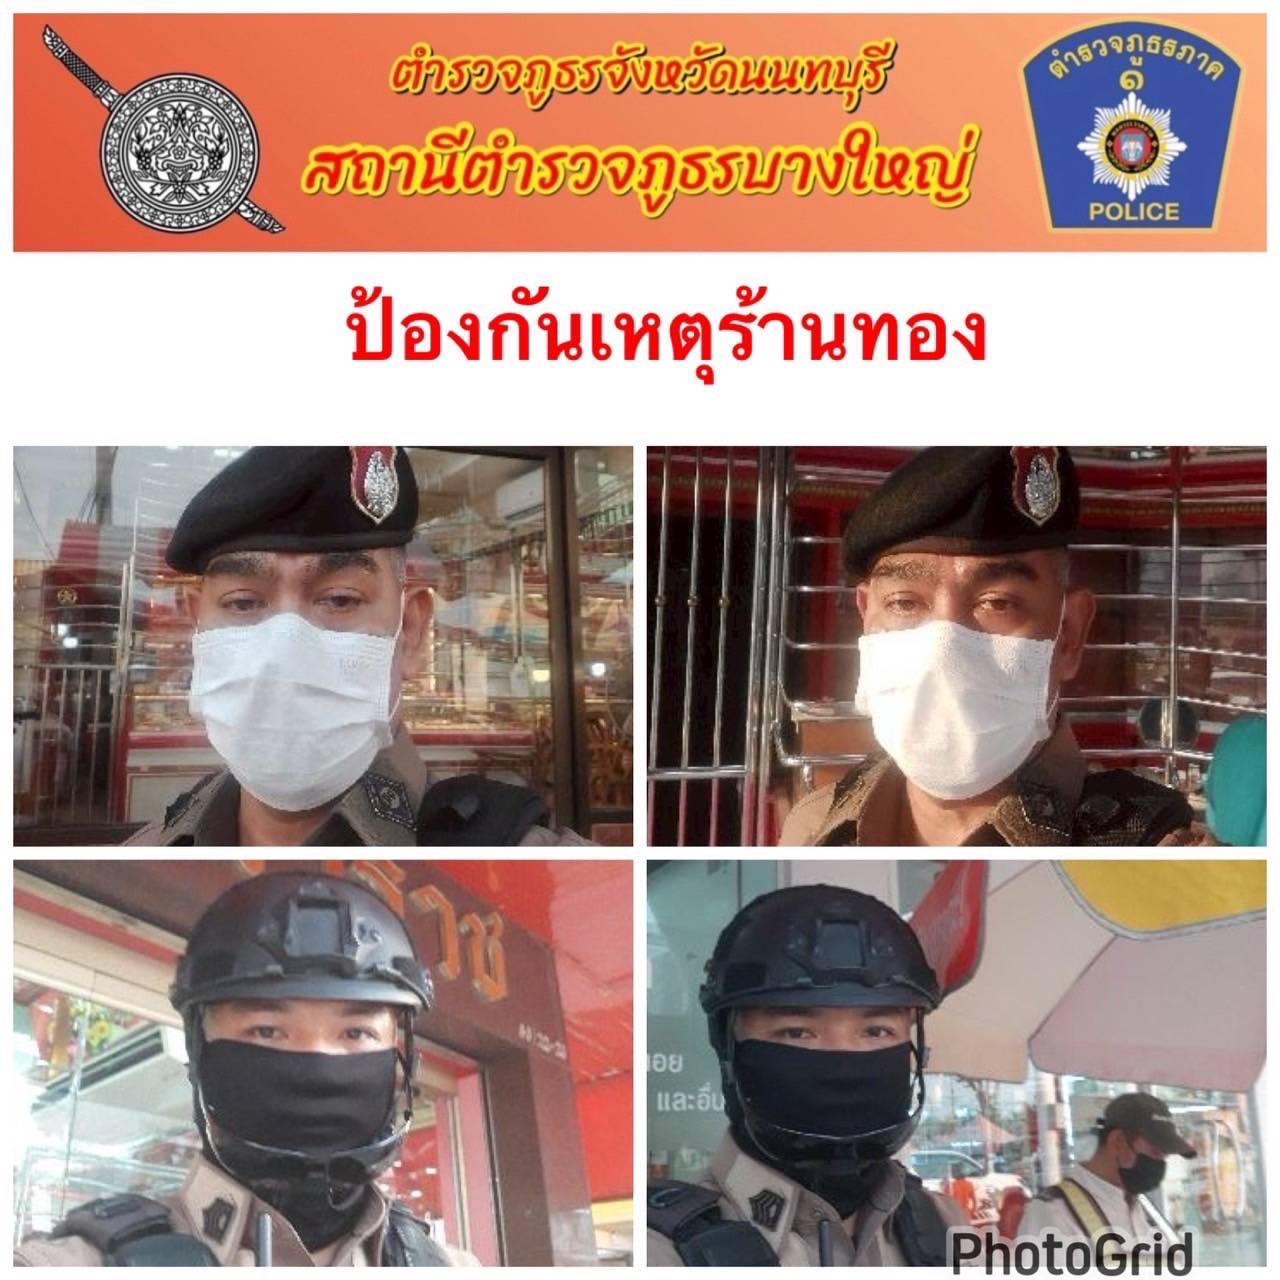 ตำรวจภูธรจังหวัดนนทบุรี
สถานีตำรวจภูธรบางใหญ่
ตำรวจภูธรภาค
๑
POLICE
ป้องกันเหตุร้านทอง
ราช
และอื่น
PhotoGrid